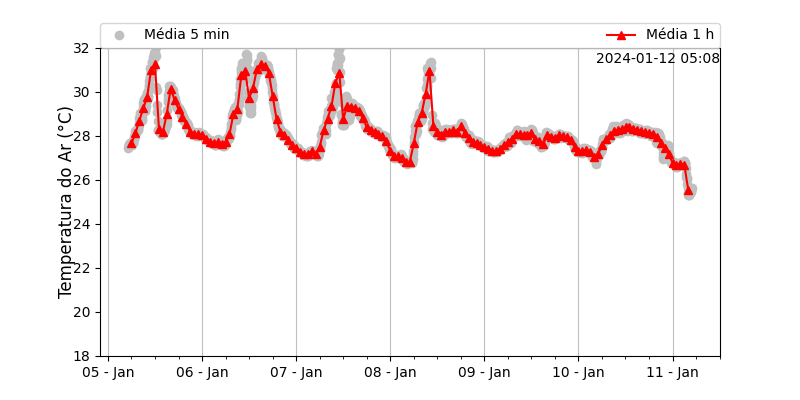 Média 5 min
Média 1 h
2024-01-12 05:08
Temperatura do Ar (°C)
32
30
28
26
24
22
20
18
05 - Jan
06 - Jan
07 - Jan
08 - Jan
09 - Jan
10 - Jan
11 - Jan